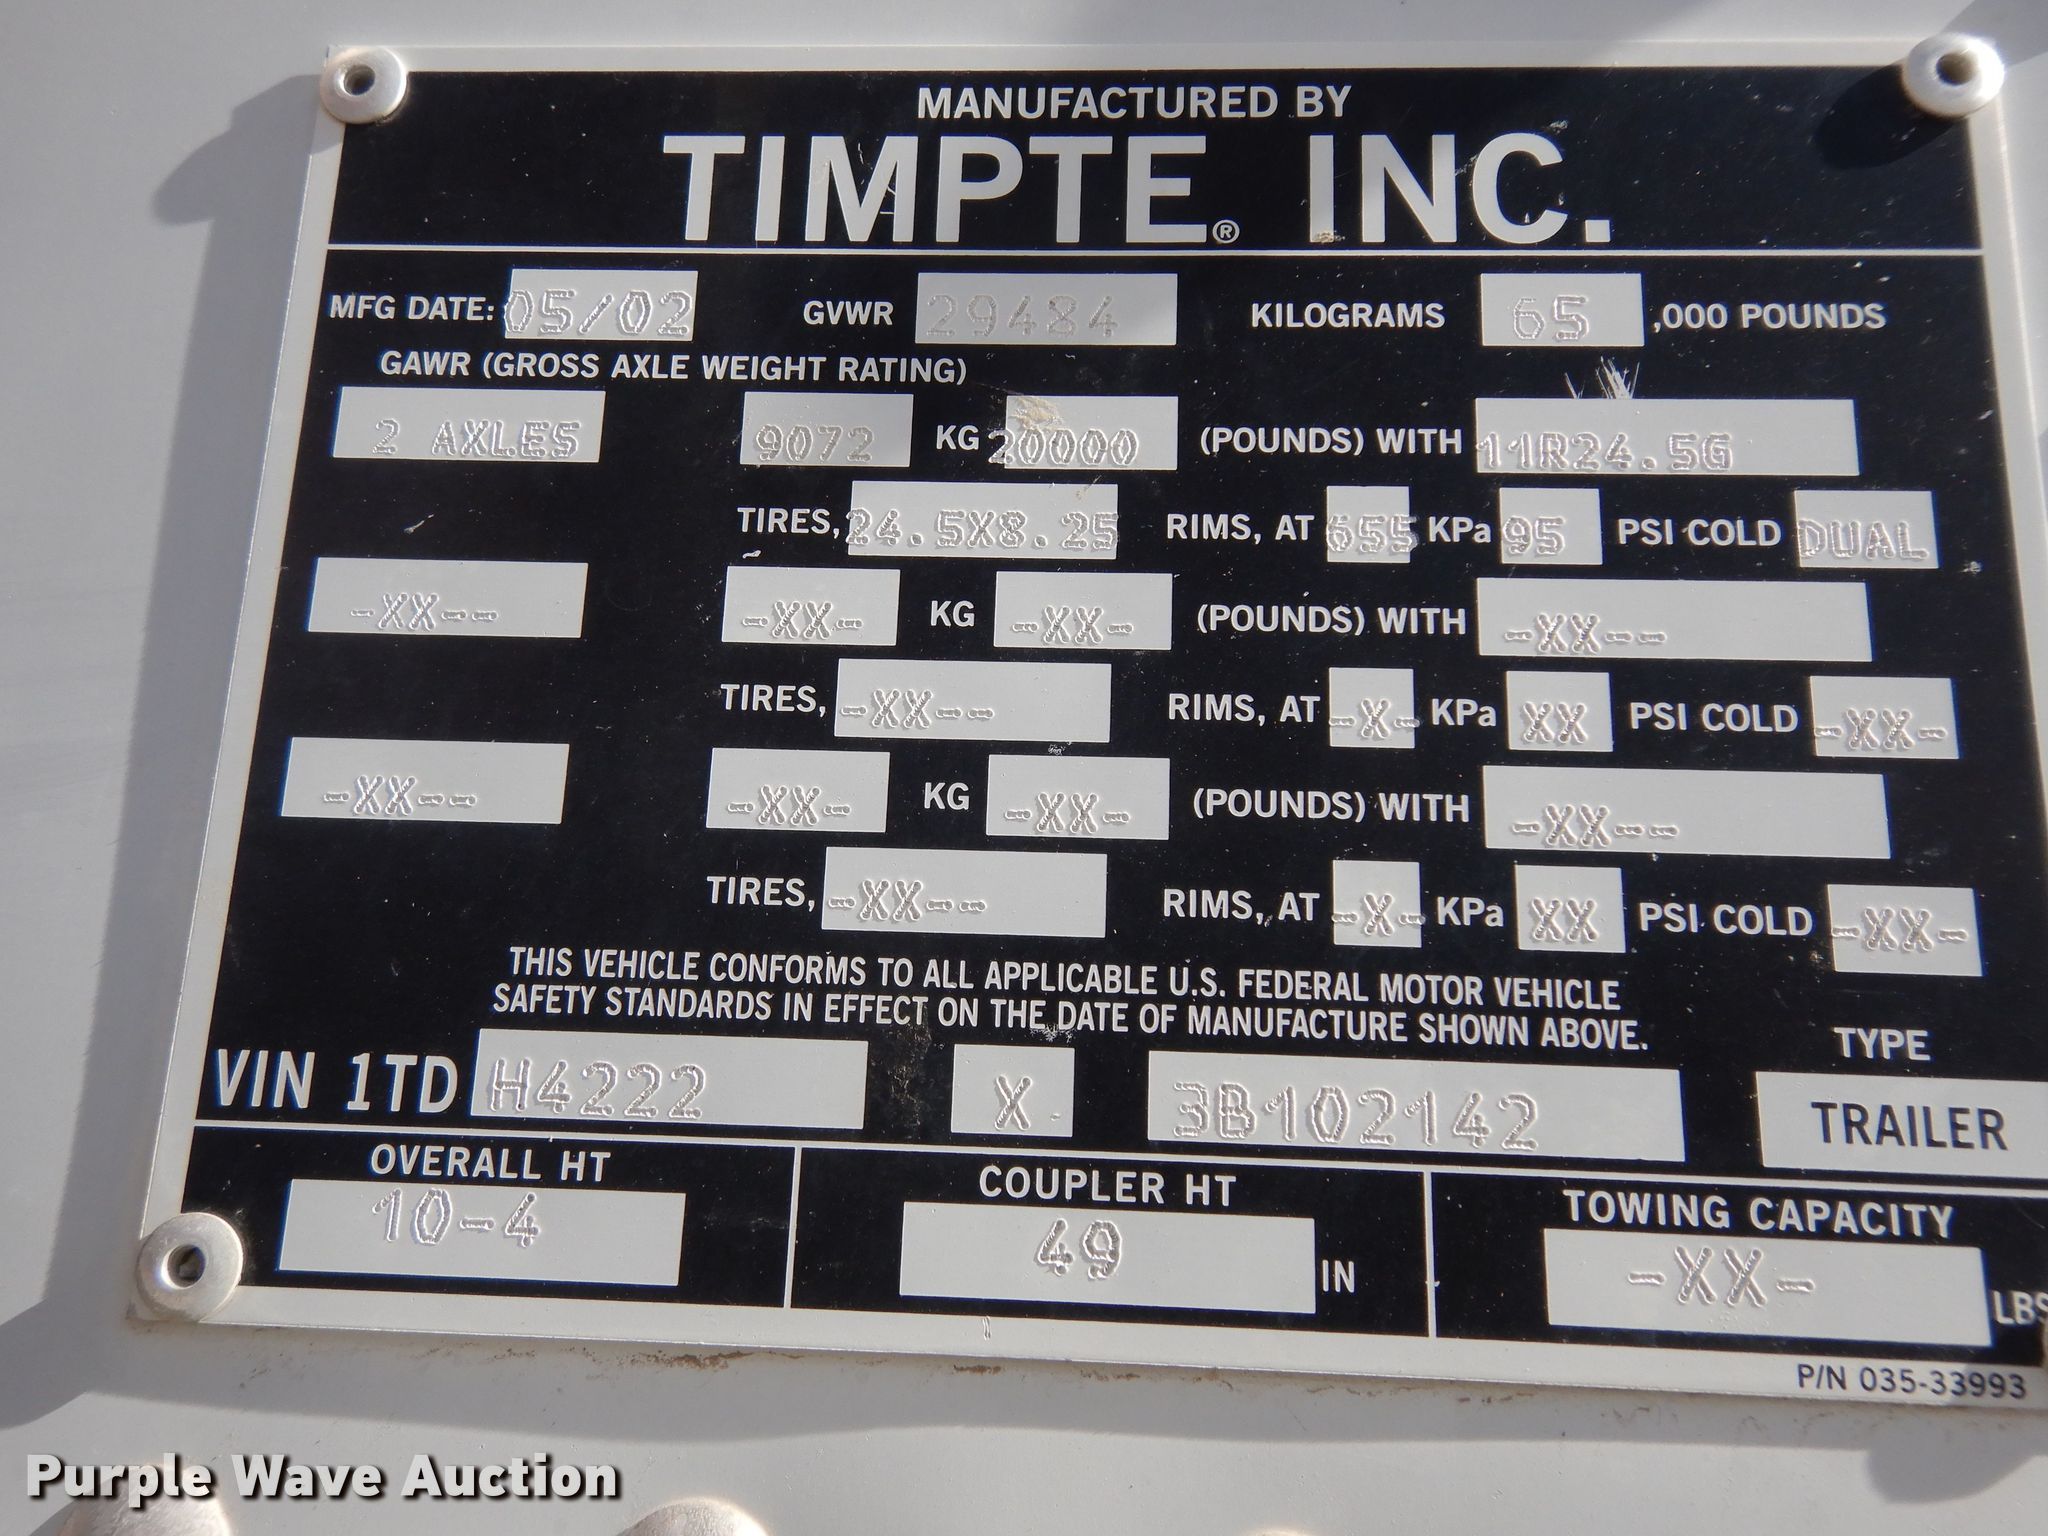 MANUFACTURED BY
TIMPTE® INC.
MFG DATE: 05/02 GVWR 29484 KILOGRAMS 65 ,000 POUNDS
GAWR (GROSS AXLE WEIGHT RATING)
2 AXLES 9072 KG 20000 (POUNDS) WITH 11R24.5G
TIRES, 24.5X8.25 RIMS, AT 655 KPa 95 PSI COLD DUAL
-XX-- -XX- KG -XX- (POUNDS) WITH -XX--
TIRES, -XX-- RIMS, AT -X- KPa XX PSI COLD -XX-
-XX-- -XX- KG -XX- (POUNDS) WITH -XX--
TIRES, -XX-- RIMS, AT -X- KPa XX PSI COLD -XX-
THIS VEHICLE CONFORMS TO ALL APPLICABLE U.S. FEDERAL MOTOR VEHICLE
SAFETY STANDARDS IN EFFECT ON THE DATE OF MANUFACTURE SHOWN ABOVE.
TYPE
VIN 1TD H4222 X 3B102142 TRAILER
OVERALL HT COUPLER HT TOWING CAPACITY
10-4 49 IN -XX- LBS
P/N 035-33993
Purple Wave Auction